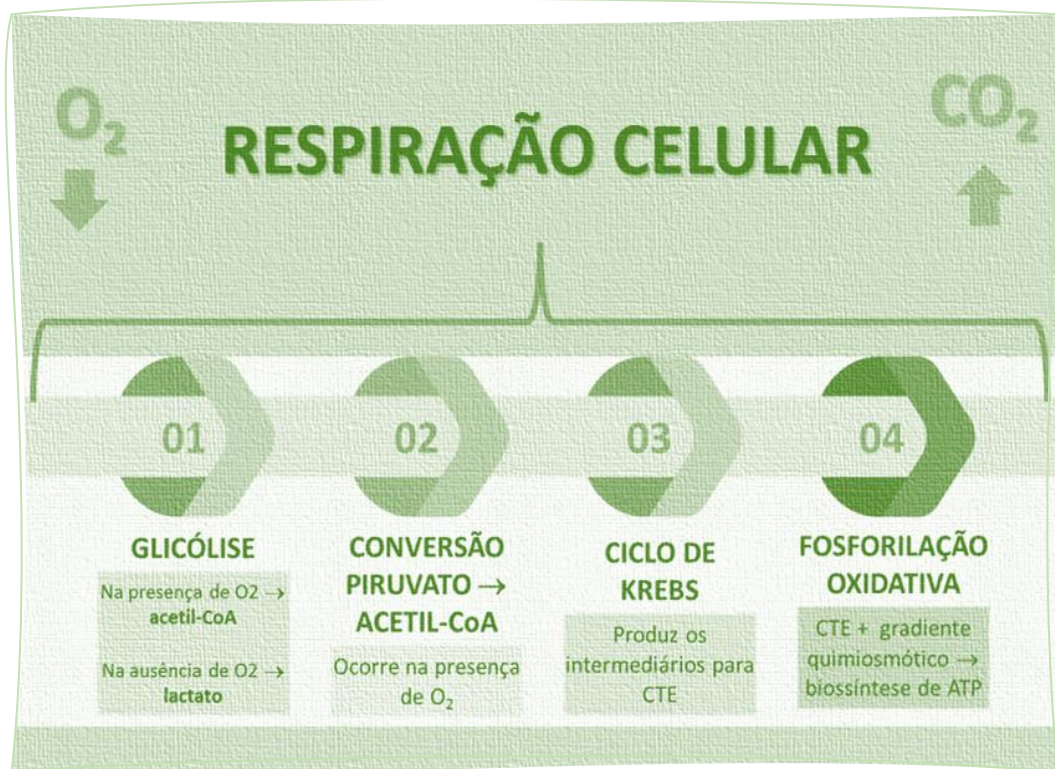 O₂
CO₂
RESPIRAÇÃO CELULAR
01
GLICÓLISE
Na presença de O2 →
acetil-CoA
Na ausência de O2 →
lactato
02
CONVERSÃO
PIRUVATO →
ACETIL-CoA
Ocorre na presença
de O₂
03
CICLO DE
KREBS
Produz os
intermediários para
CTE
04
FOSFORILAÇÃO
OXIDATIVA
CTE + gradiente
quimiosmótico →
biossíntese de ATP